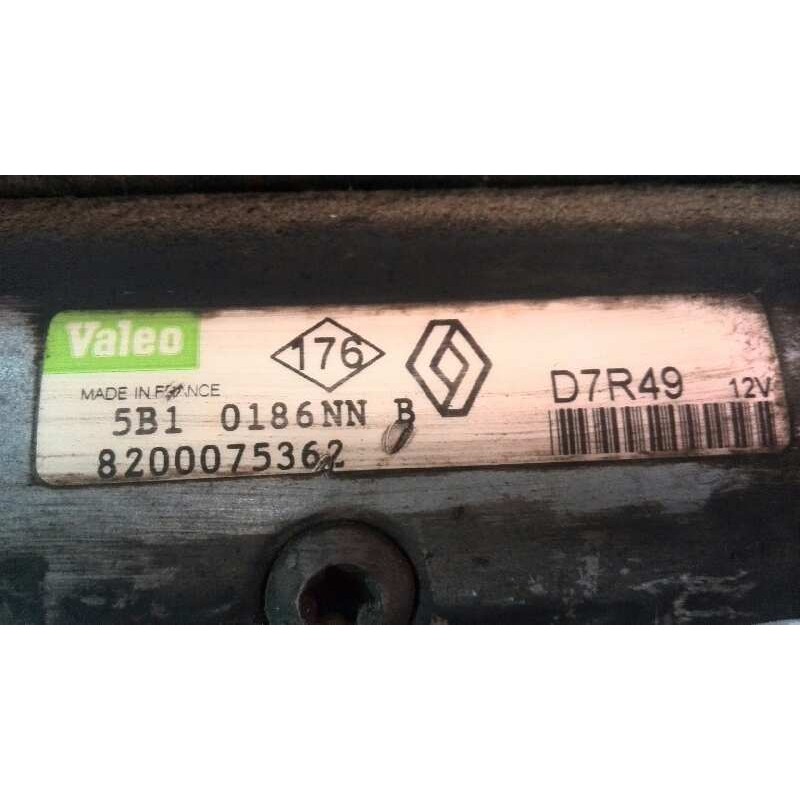 Valeo
176
MADE IN FRANCE
D7R49 12V
5B1 0186NN B
8200075362